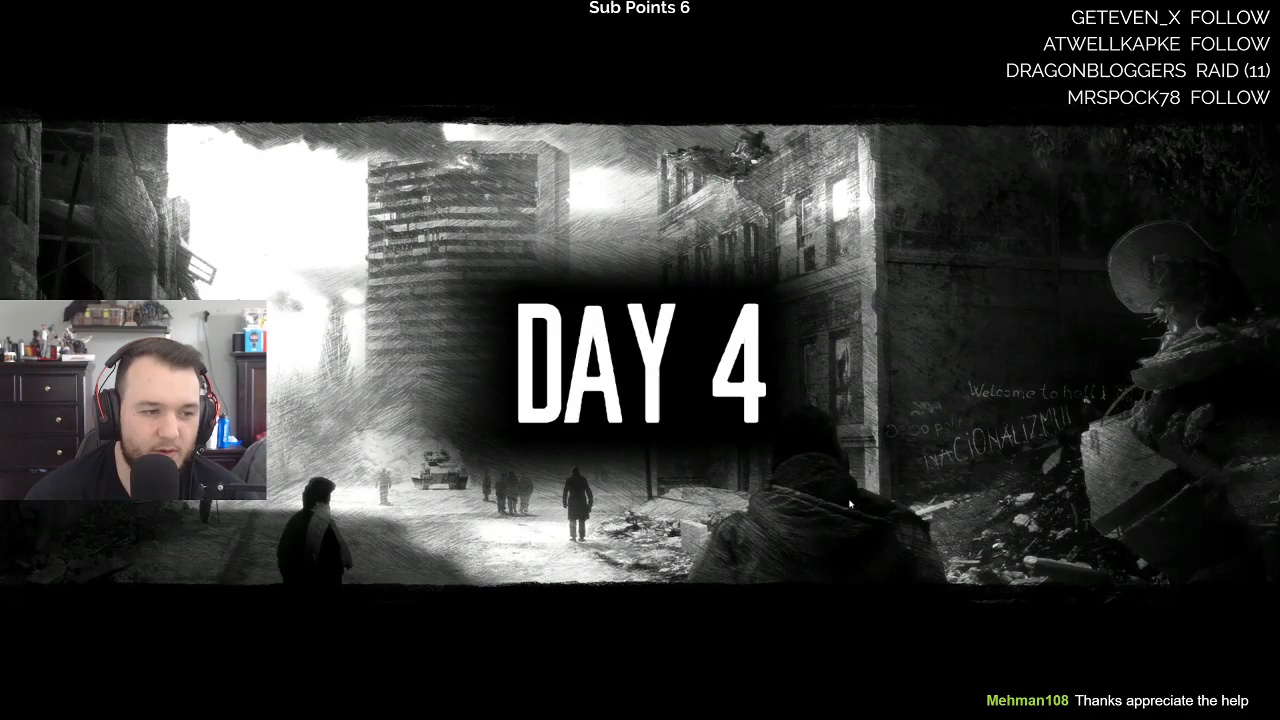 Sub Points 6
GETEVEN_X FOLLOW
ATWELLKAPKE FOLLOW
DRAGONBLOGGERS RAID (11)
MRSPOCK78 FOLLOW
DAY 4
Welcome to hell
NACIONALIZMUI
Mehman108 Thanks appreciate the help